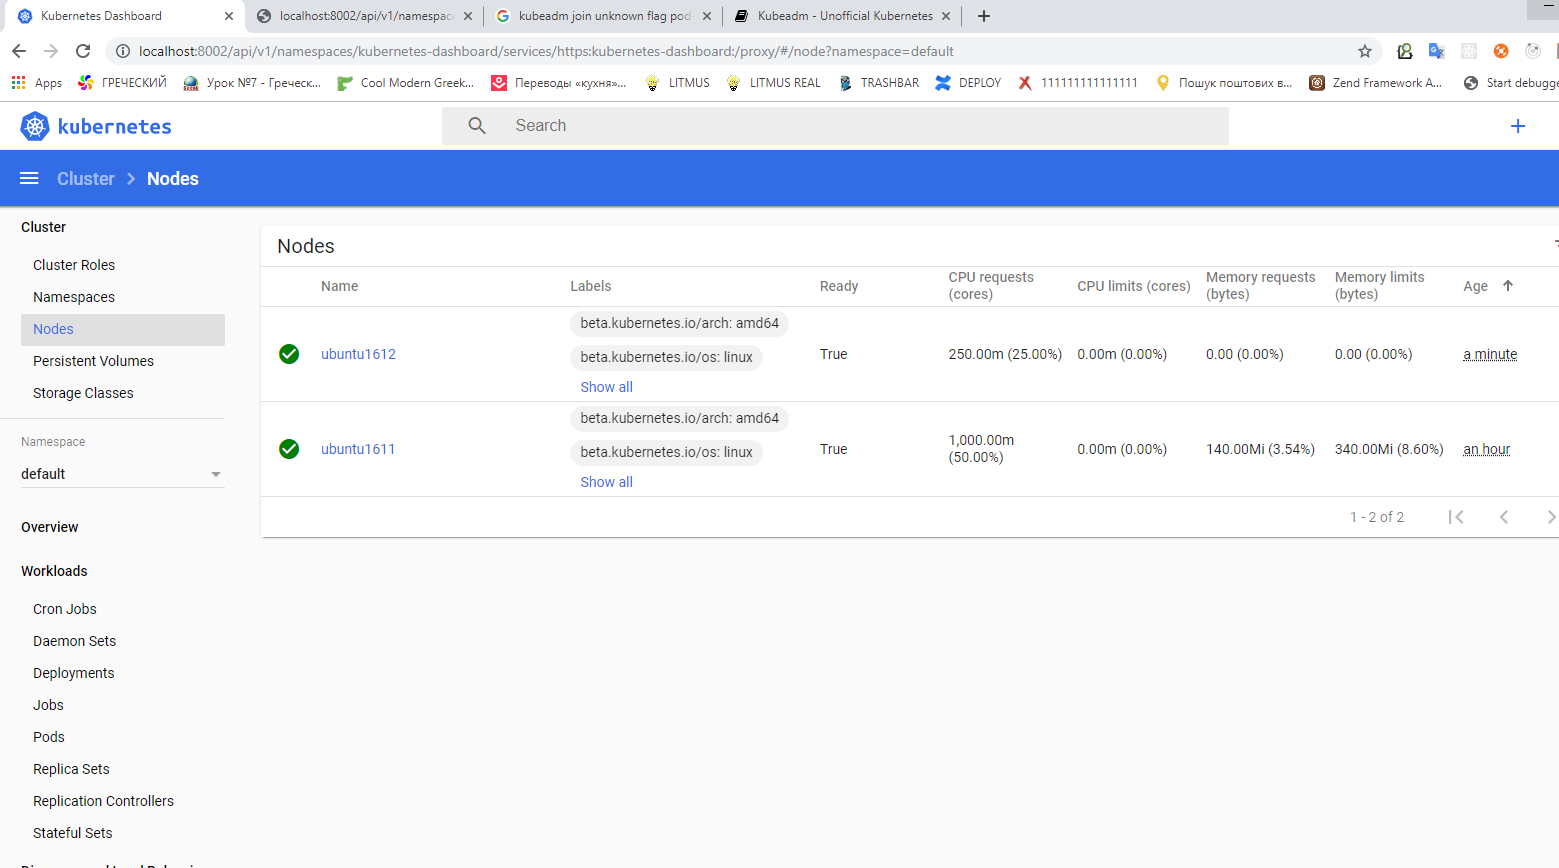 Kubernetes Dashboard
localhost:8002/api/v1/namespace
kubeadm join unknown flag pod
Kubeadm - Unofficial Kubernetes
localhost:8002/api/v1/namespaces/kubernetes-dashboard/services/https:kubernetes-dashboard:/proxy/#/node?namespace=default
Apps
ГРЕЧЕСКИЙ
Урок №7 - Греческ...
Cool Modern Greek...
Переводы «кухня»...
LITMUS
LITMUS REAL
TRASHBAR
DEPLOY
111111111111111
Пошук поштових в...
Zend Framework A...
Start debugge
kubernetes
Search
Cluster
Nodes
Cluster
Cluster Roles
Namespaces
Nodes
Persistent Volumes
Storage Classes
Namespace
default
Overview
Workloads
Cron Jobs
Daemon Sets
Deployments
Jobs
Pods
Replica Sets
Replication Controllers
Stateful Sets
Nodes
Name
Labels
Ready
CPU requests
(cores)
CPU limits (cores)
Memory requests
(bytes)
Memory limits
(bytes)
Age
ubuntu1612
beta.kubernetes.io/arch: amd64
beta.kubernetes.io/os: linux
Show all
True
250.00m (25.00%)
0.00m (0.00%)
0.00 (0.00%)
0.00 (0.00%)
a minute
ubuntu1611
beta.kubernetes.io/arch: amd64
beta.kubernetes.io/os: linux
Show all
True
1,000.00m
(50.00%)
0.00m (0.00%)
140.00Mi (3.54%)
340.00Mi (8.60%)
an hour
1 - 2 of 2